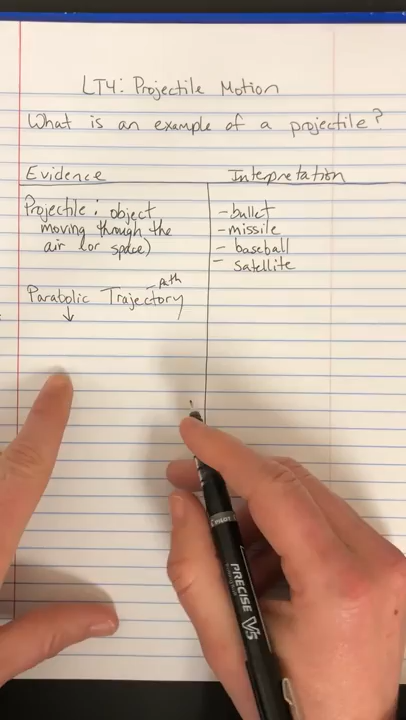 LT4: Projectile Motion
What is an example of a projectile?
Evidence
Interpretation
Projectile: object
moving through the
air (or space)
- bullet
- missile
- baseball
- satellite
- Path
Parabolic Trajectory
↓
PILOT
PRECISE V5